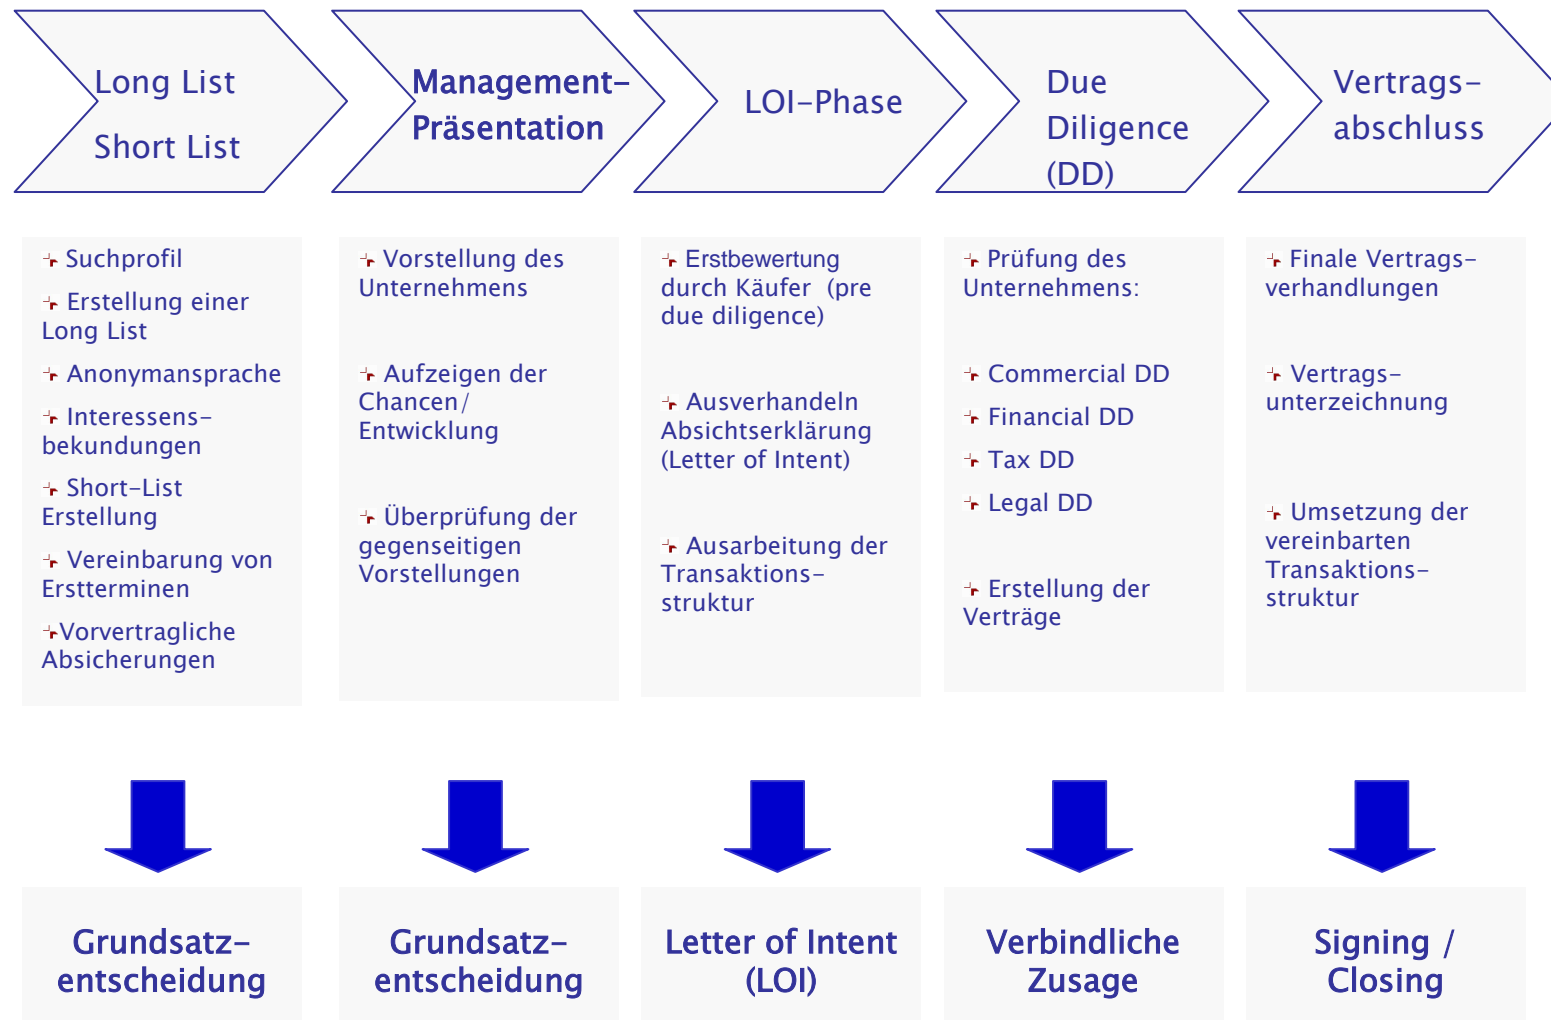 Long List
Short List
Management-
Präsentation
LOI-Phase
Due
Diligence
(DD)
Vertrags-
abschluss
Suchprofil
Erstellung einer
Long List
Anonymansprache
Interessens-
bekundungen
Short-List
Erstellung
Vereinbarung von
Erstterminen
Vorvertragliche
Absicherungen
Vorstellung des
Unternehmens
Aufzeigen der
Chancen/
Entwicklung
Überprüfung der
gegenseitigen
Vorstellungen
Erstbewertung
durch Käufer (pre
due diligence)
Ausverhandeln
Absichtserklärung
(Letter of Intent)
Ausarbeitung der
Transaktions-
struktur
Prüfung des
Unternehmens:
Commercial DD
Financial DD
Tax DD
Legal DD
Erstellung der
Verträge
Finale Vertrags-
verhandlungen
Vertrags-
unterzeichnung
Umsetzung der
vereinbarten
Transaktions-
struktur
Grundsatz-
entscheidung
Grundsatz-
entscheidung
Letter of Intent
(LOI)
Verbindliche
Zusage
Signing /
Closing